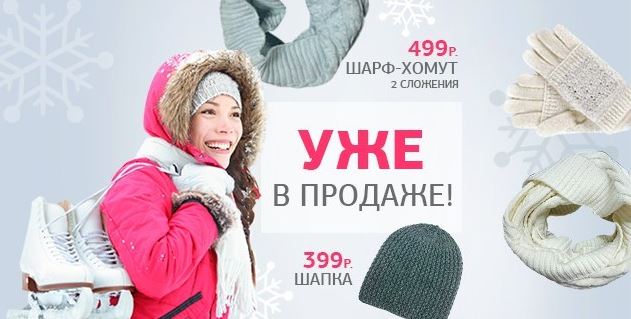 499Р.
ШАРФ-ХОМУТ
2 СЛОЖЕНИЯ
УЖЕ
В ПРОДАЖЕ!
399Р.
ШАПКА